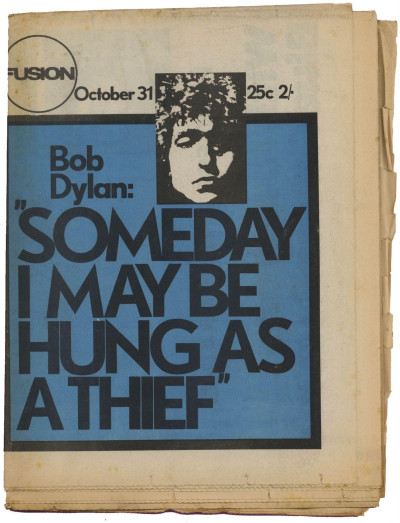 FUSION
October 31
25c 2/-
Bob
Dylan:
"SOMEDAY
I MAY BE
HUNG AS
A THIEF"